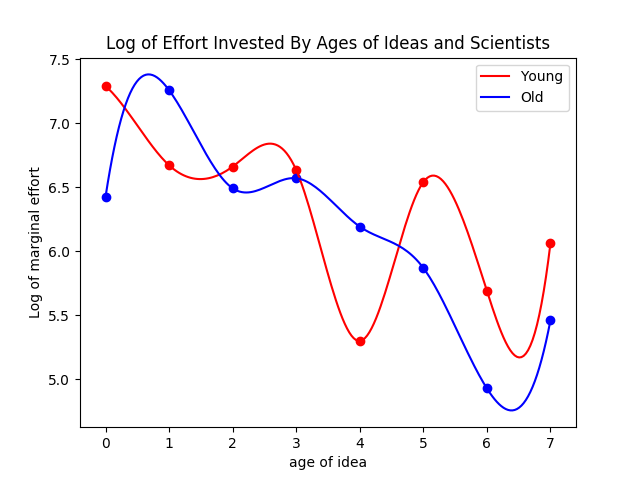 Log of Effort Invested By Ages of Ideas and Scientists
Young
Old
Log of marginal effort
7.5
7.0
6.5
6.0
5.5
5.0
0 1 2 3 4 5 6 7
age of idea